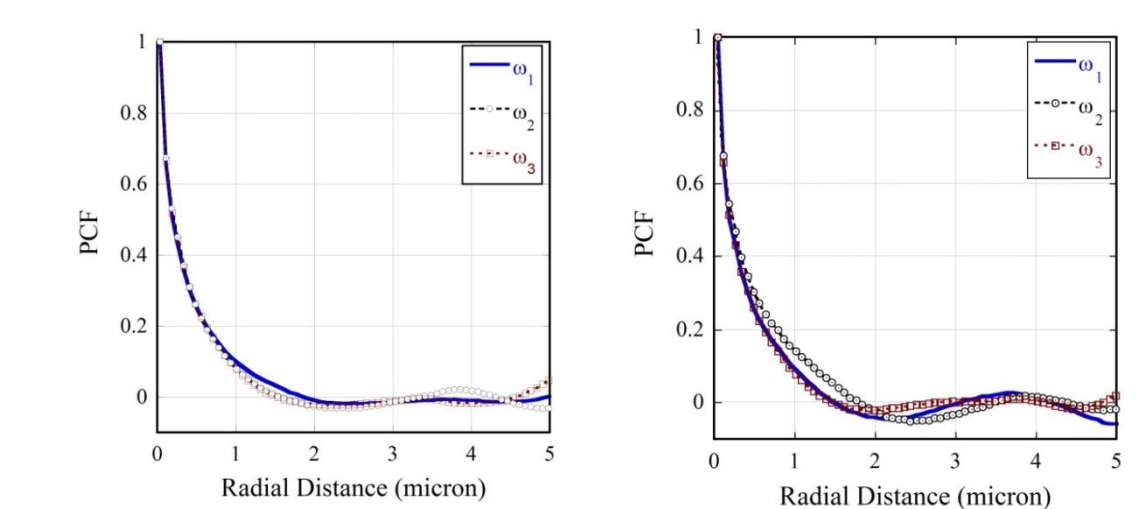 1
0.8
0.6
0.4
0.2
0
PCF
0 1 2 3 4 5
Radial Distance (micron)
ω1
ω2
ω3
1
0.8
0.6
0.4
0.2
0
PCF
0 1 2 3 4 5
Radial Distance (micron)
ω1
ω2
ω3